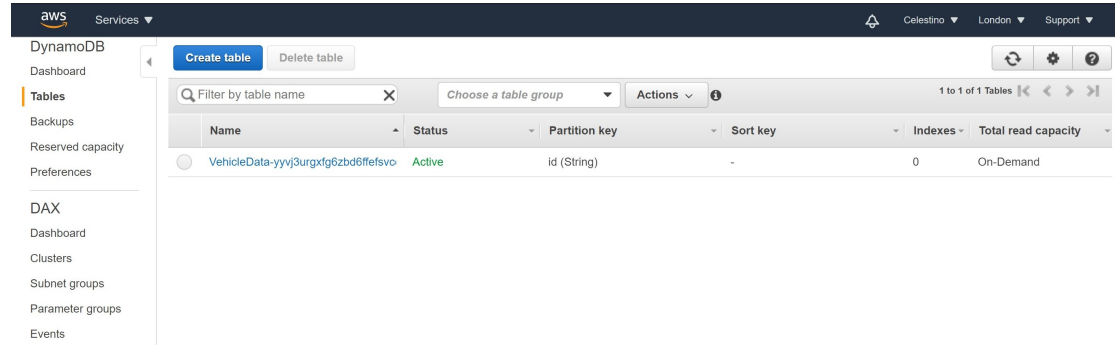 aws Services Celestino London Support
DynamoDB
Dashboard
Tables
Backups
Reserved capacity
Preferences
DAX
Dashboard
Clusters
Subnet groups
Parameter groups
Events
Create table Delete table
Filter by table name Choose a table group Actions 1 to 1 of 1 Tables
Name Status Partition key Sort key Indexes Total read capacity
VehicleData-yyvj3urgxfg6zbd6ffefsvo Active id (String) - 0 On-Demand